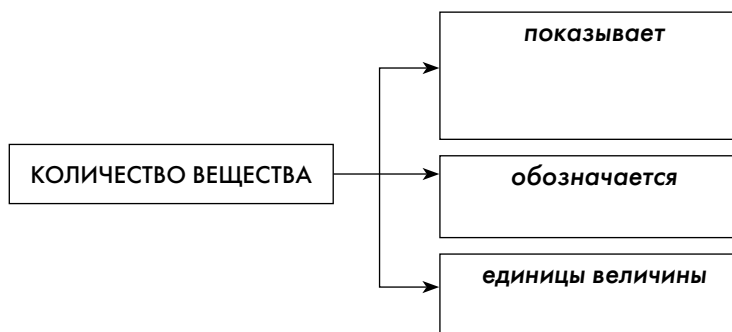 показывает
КОЛИЧЕСТВО ВЕЩЕСТВА
обозначается
единицы величины